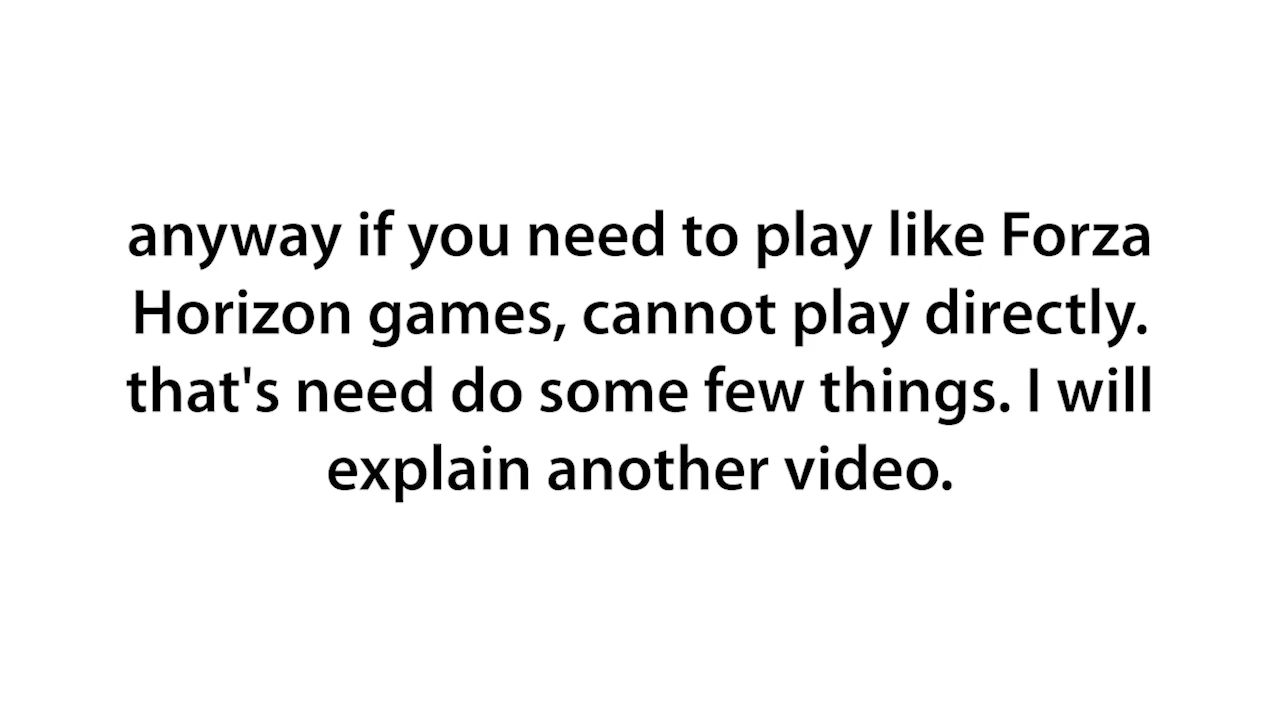 anyway if you need to play like Forza
Horizon games, cannot play directly.
that's need do some few things. I will
explain another video.